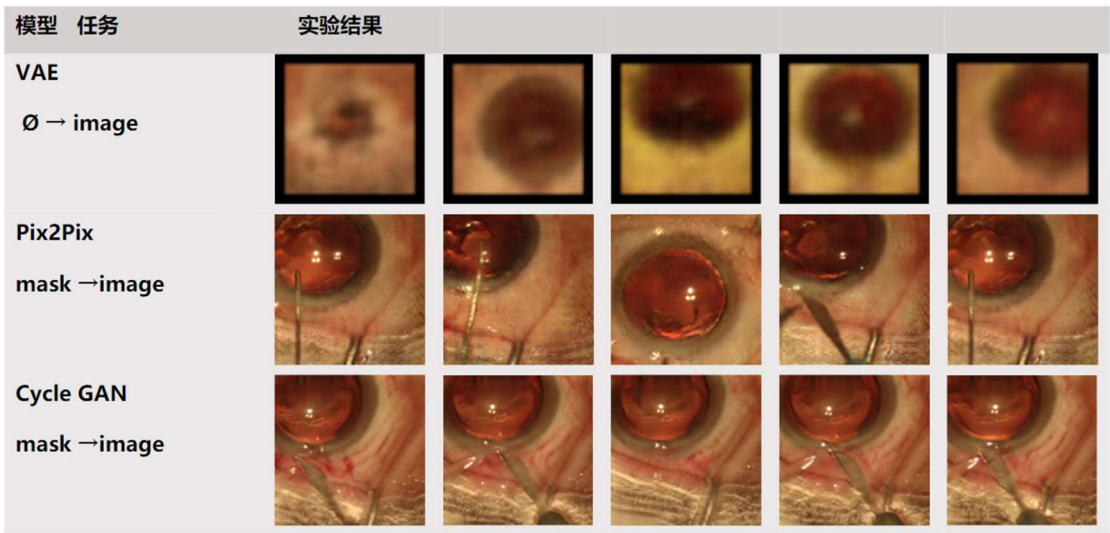 模型 任务 实验结果
VAE
Ø → image
Pix2Pix
mask →image
Cycle GAN
mask →image